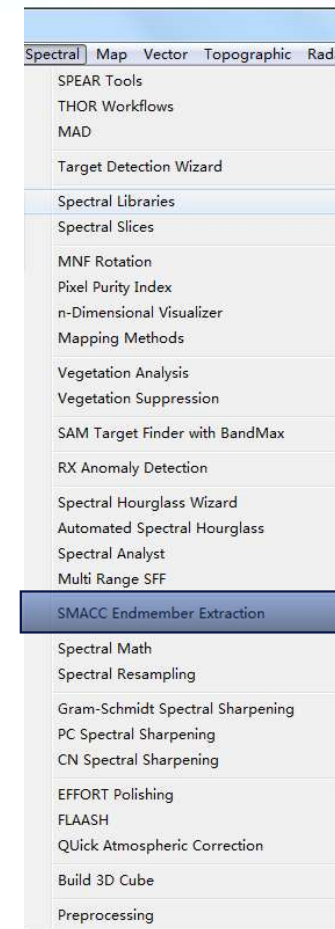 Spectral Map Vector Topographic Rad
SPEAR Tools
THOR Workflows
MAD
Target Detection Wizard
Spectral Libraries
Spectral Slices
MNF Rotation
Pixel Purity Index
n-Dimensional Visualizer
Mapping Methods
Vegetation Analysis
Vegetation Suppression
SAM Target Finder with BandMax
RX Anomaly Detection
Spectral Hourglass Wizard
Automated Spectral Hourglass
Spectral Analyst
Multi Range SFF
SMACC Endmember Extraction
Spectral Math
Spectral Resampling
Gram-Schmidt Spectral Sharpening
PC Spectral Sharpening
CN Spectral Sharpening
EFFORT Polishing
FLAASH
QUick Atmospheric Correction
Build 3D Cube
Preprocessing